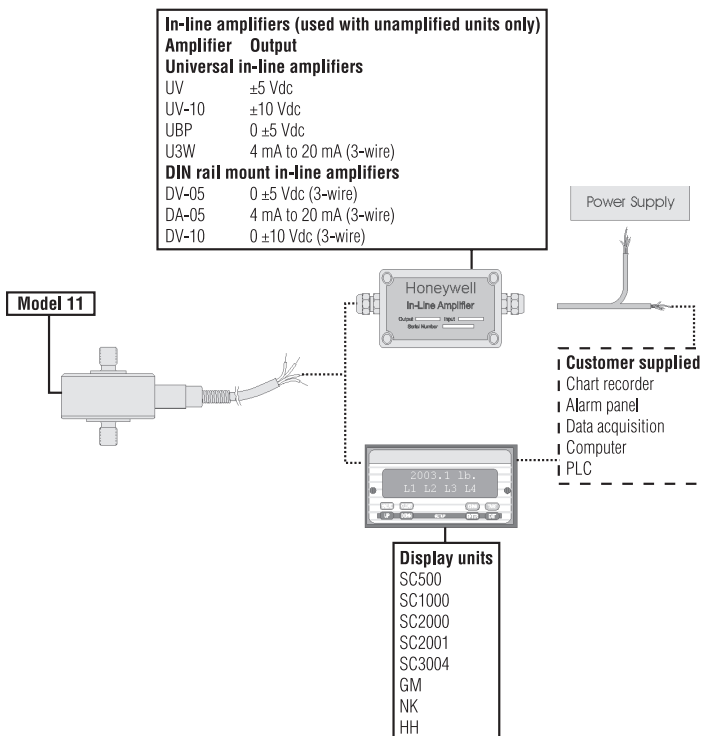 In-line amplifiers (used with unamplified units only)
Amplifier Output
Universal in-line amplifiers
UV ±5 Vdc
UV-10 ±10 Vdc
UBP 0 ±5 Vdc
U3W 4 mA to 20 mA (3-wire)
DIN rail mount in-line amplifiers
DV-05 0 ±5 Vdc (3-wire)
DA-05 4 mA to 20 mA (3-wire)
DV-10 0 ±10 Vdc (3-wire)
Power Supply
Honeywell
In-Line Amplifier
Output Input
Serial Number
Model 11
Customer supplied
Chart recorder
Alarm panel
Data acquisition
Computer
PLC
2003.1 lb.
L1 L2 L3 L4
UP SETUP
Display units
SC500
SC1000
SC2000
SC2001
SC3004
GM
NK
HH